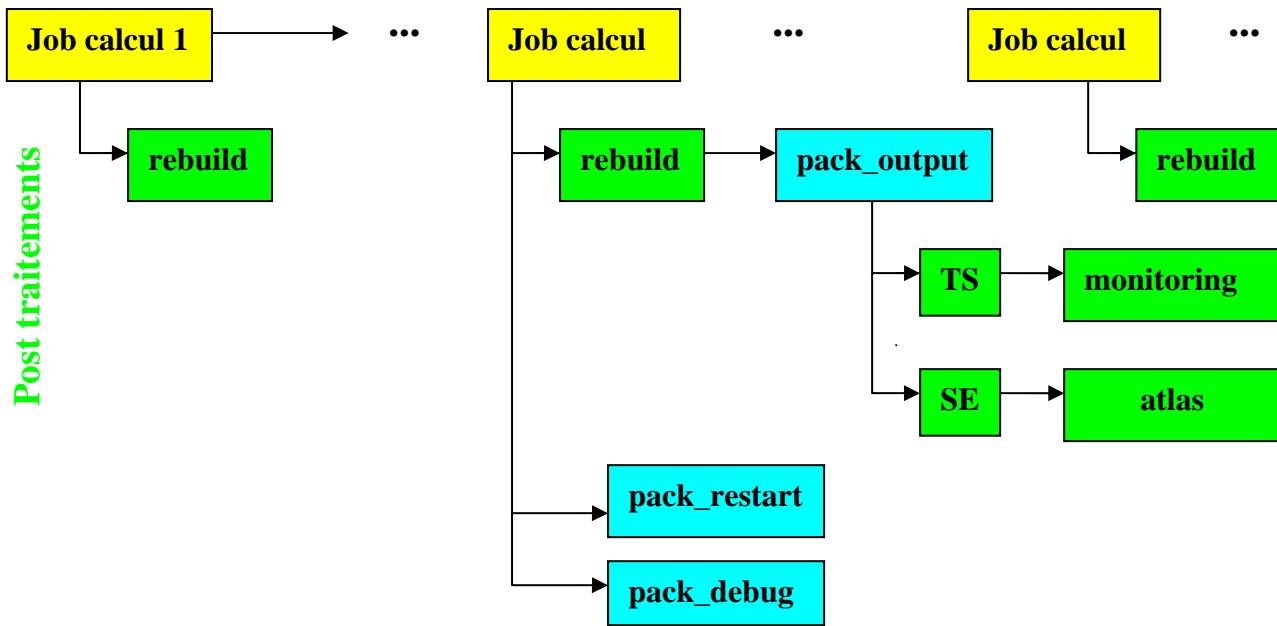 Job calcul 1 ... Job calcul ... Job calcul ...
rebuild rebuild pack_output rebuild
Post traitements
TS monitoring
SE atlas
pack_restart
pack_debug